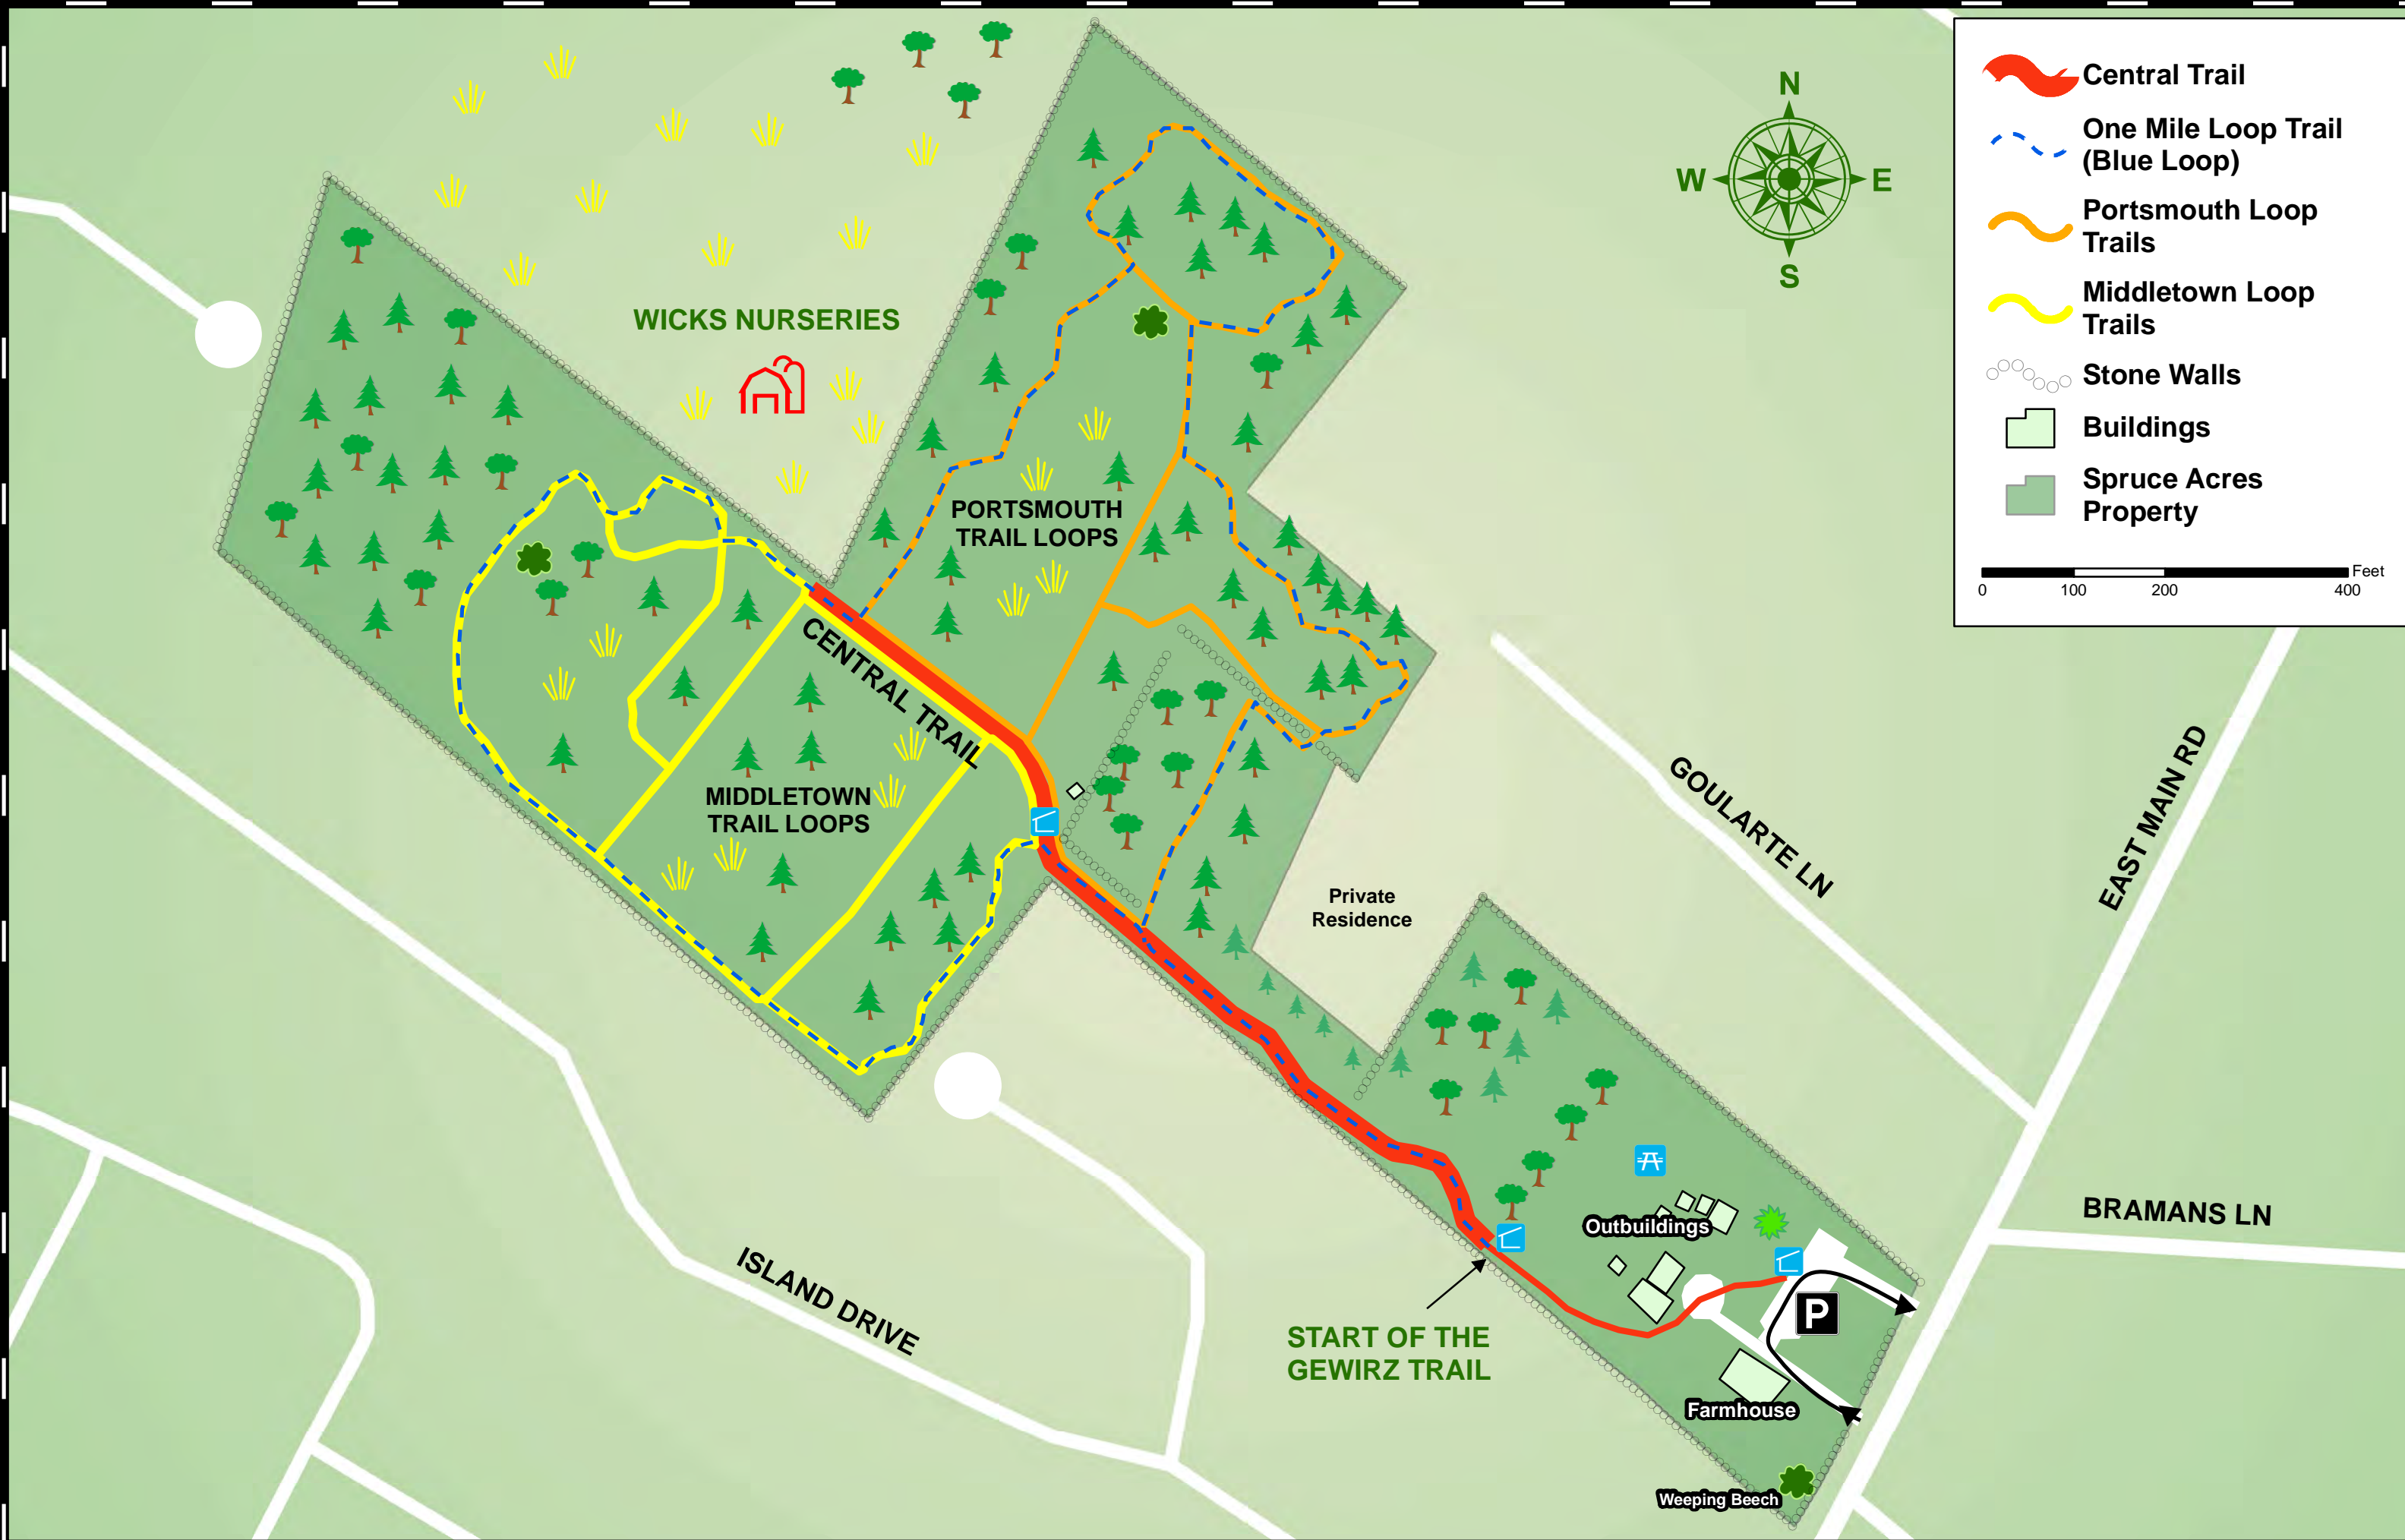 N
W
E
S
Central Trail
One Mile Loop Trail
(Blue Loop)
Portsmouth Loop
Trails
Middletown Loop
Trails
Stone Walls
Buildings
Spruce Acres
Property
Feet
0
100
200
400
WICKS NURSERIES
PORTSMOUTH
TRAIL LOOPS
CENTRAL TRAIL
MIDDLETOWN
TRAIL LOOPS
GOULARTE LN
EAST MAIN RD
Private
Residence
BRAMANS LN
Outbuildings
ISLAND DRIVE
P
START OF THE
GEWIRZ TRAIL
Farmhouse
Weeping Beech